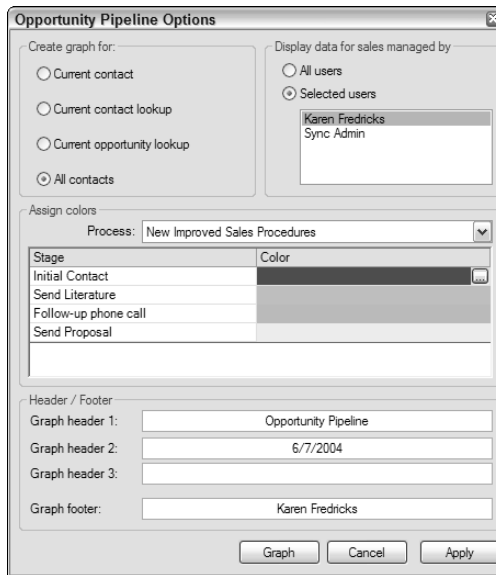 Opportunity Pipeline Options
Create graph for:
Current contact
Current contact lookup
Current opportunity lookup
All contacts
Display data for sales managed by
All users
Selected users
Karen Fredricks
Sync Admin
Assign colors
Process: New Improved Sales Procedures
Stage Color
Initial Contact ...
Send Literature
Follow-up phone call
Send Proposal
Header / Footer
Graph header 1: Opportunity Pipeline
Graph header 2: 6/7/2004
Graph header 3:
Graph footer: Karen Fredricks
Graph Cancel Apply